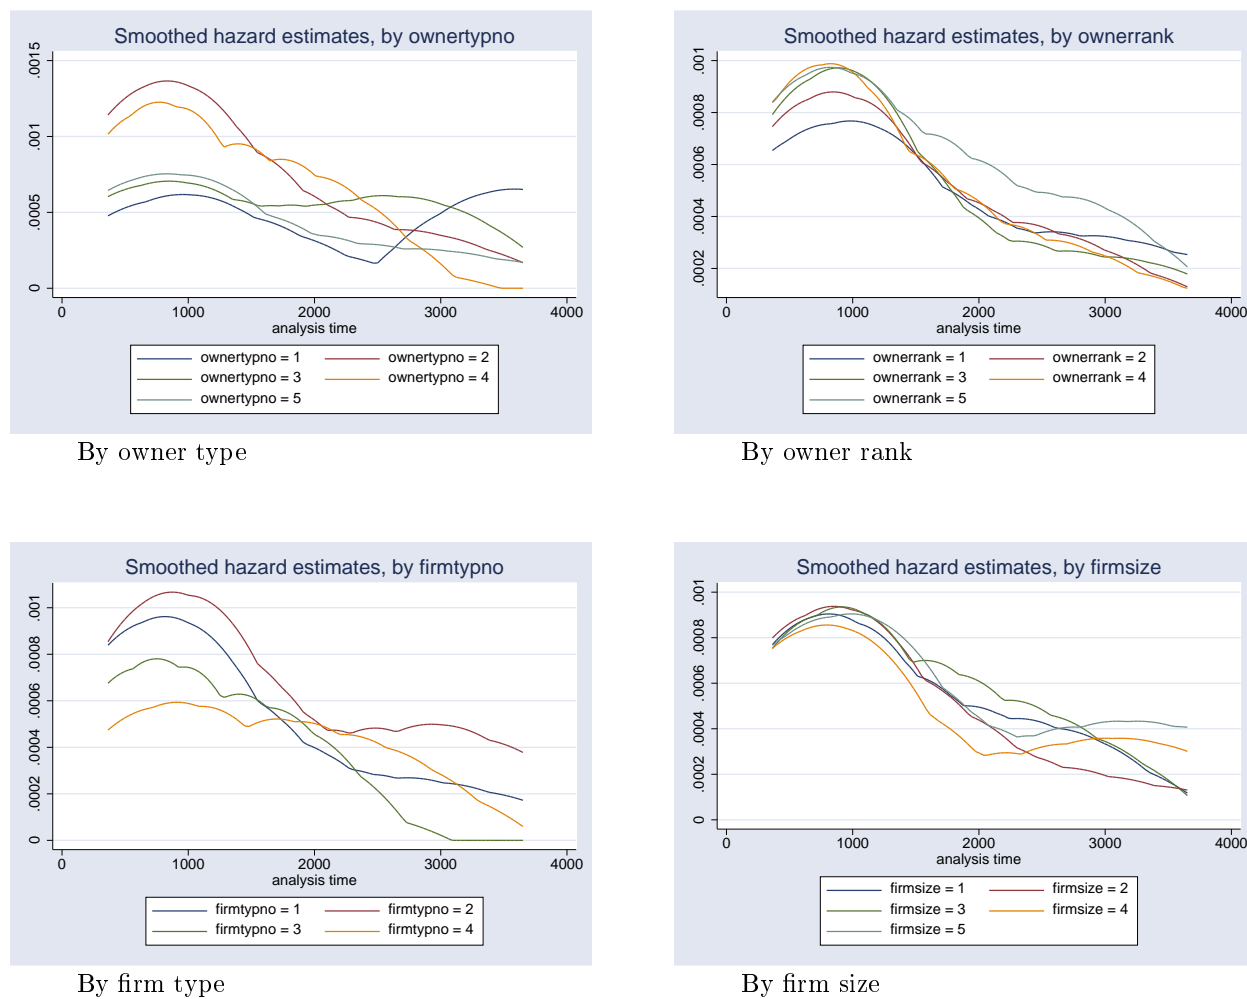 Smoothed hazard estimates, by ownertypno
.0015
.001
.0005
0
0 1000 2000 3000 4000
analysis time
ownertypno = 1 ownertypno = 2
ownertypno = 3 ownertypno = 4
ownertypno = 5
By owner type
Smoothed hazard estimates, by ownerrank
.001
.0008
.0006
.0004
.0002
0 1000 2000 3000 4000
analysis time
ownerrank = 1 ownerrank = 2
ownerrank = 3 ownerrank = 4
ownerrank = 5
By owner rank
Smoothed hazard estimates, by firmtypno
.001
.0008
.0006
.0004
.0002
0
0 1000 2000 3000 4000
analysis time
firmtypno = 1 firmtypno = 2
firmtypno = 3 firmtypno = 4
By firm type
Smoothed hazard estimates, by firmsize
.001
.0008
.0006
.0004
.0002
0
0 1000 2000 3000 4000
analysis time
firmsize = 1 firmsize = 2
firmsize = 3 firmsize = 4
firmsize = 5
By firm size